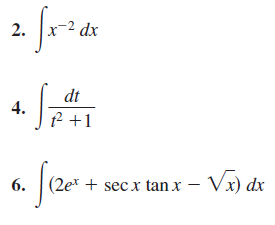 2. ∫ x⁻² dx
4. ∫ dt / (t² + 1)
6. ∫ (2eˣ + sec x tan x − √x) dx